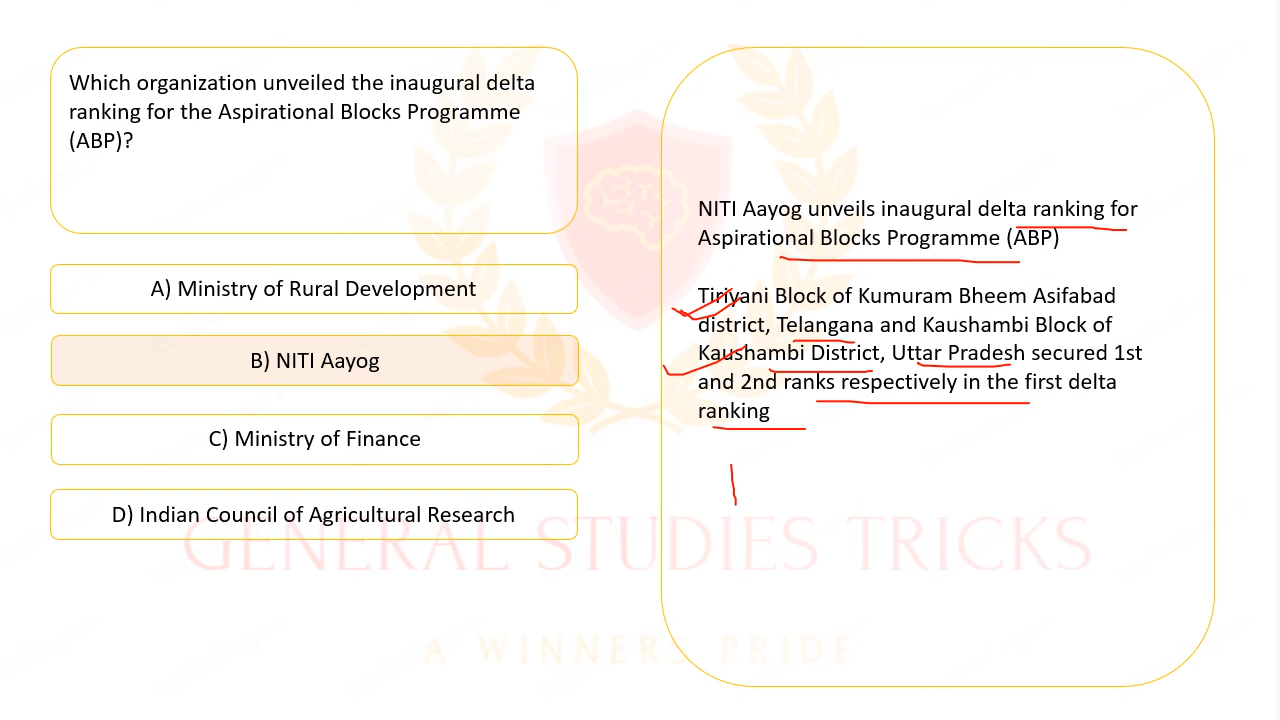 Which organization unveiled the inaugural delta
ranking for the Aspirational Blocks Programme
(ABP)?
A) Ministry of Rural Development
B) NITI Aayog
C) Ministry of Finance
D) Indian Council of Agricultural Research
NITI Aayog unveils inaugural delta ranking for
Aspirational Blocks Programme (ABP)
Tiriyani Block of Kumuram Bheem Asifabad
district, Telangana and Kaushambi Block of
Kaushambi District, Uttar Pradesh secured 1st
and 2nd ranks respectively in the first delta
ranking
GENERAL STUDIES TRICKS
A WINNERS PRIDE